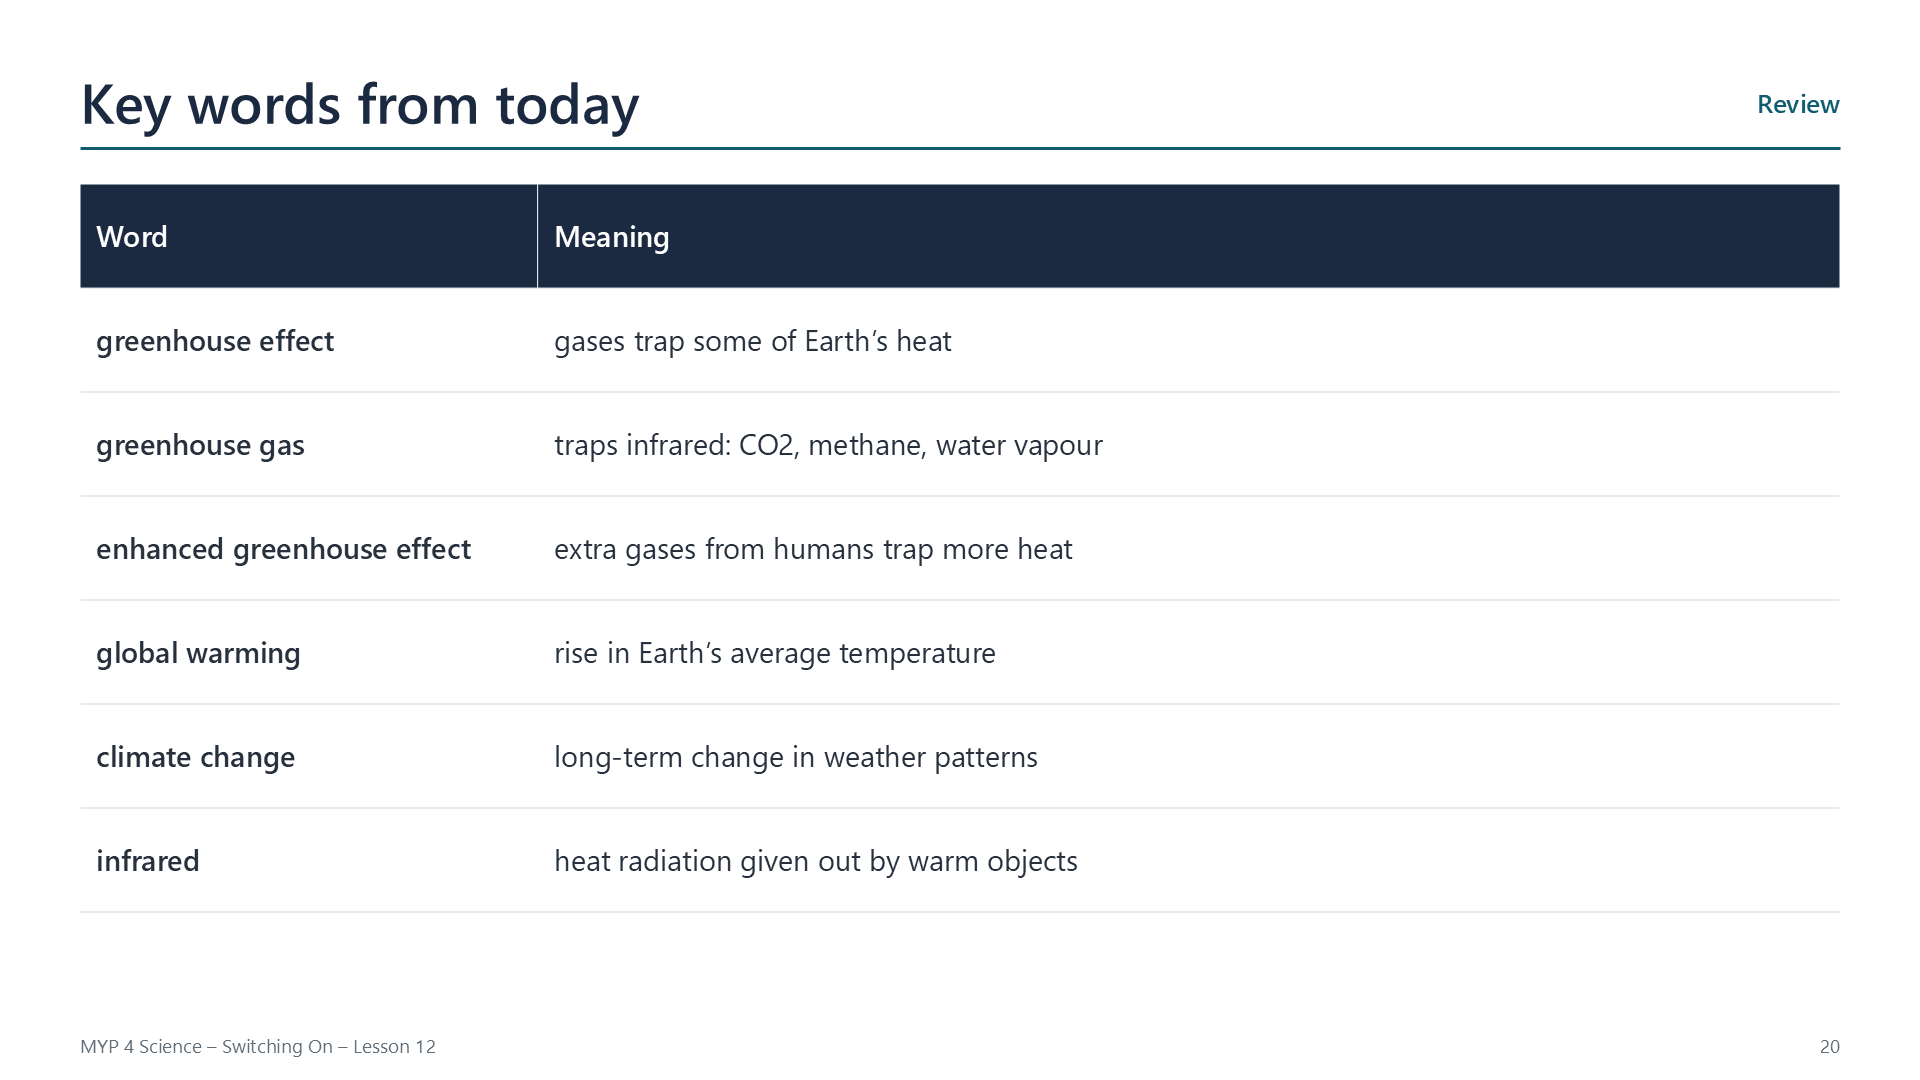 Key words from today
Review
Word
Meaning
greenhouse effect
gases trap some of Earth’s heat
greenhouse gas
traps infrared: CO2, methane, water vapour
enhanced greenhouse effect
extra gases from humans trap more heat
global warming
rise in Earth’s average temperature
climate change
long-term change in weather patterns
infrared
heat radiation given out by warm objects
MYP 4 Science – Switching On – Lesson 12
20